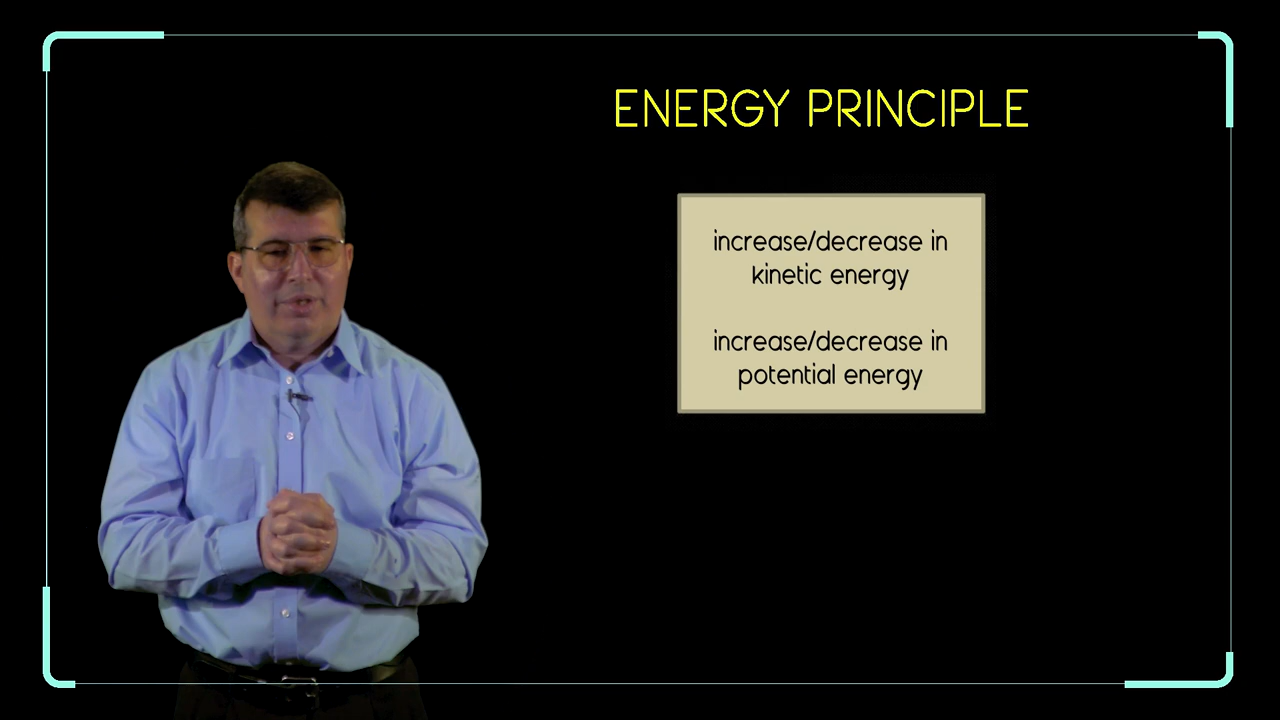 ENERGY PRINCIPLE
increase/decrease in
kinetic energy
increase/decrease in
potential energy